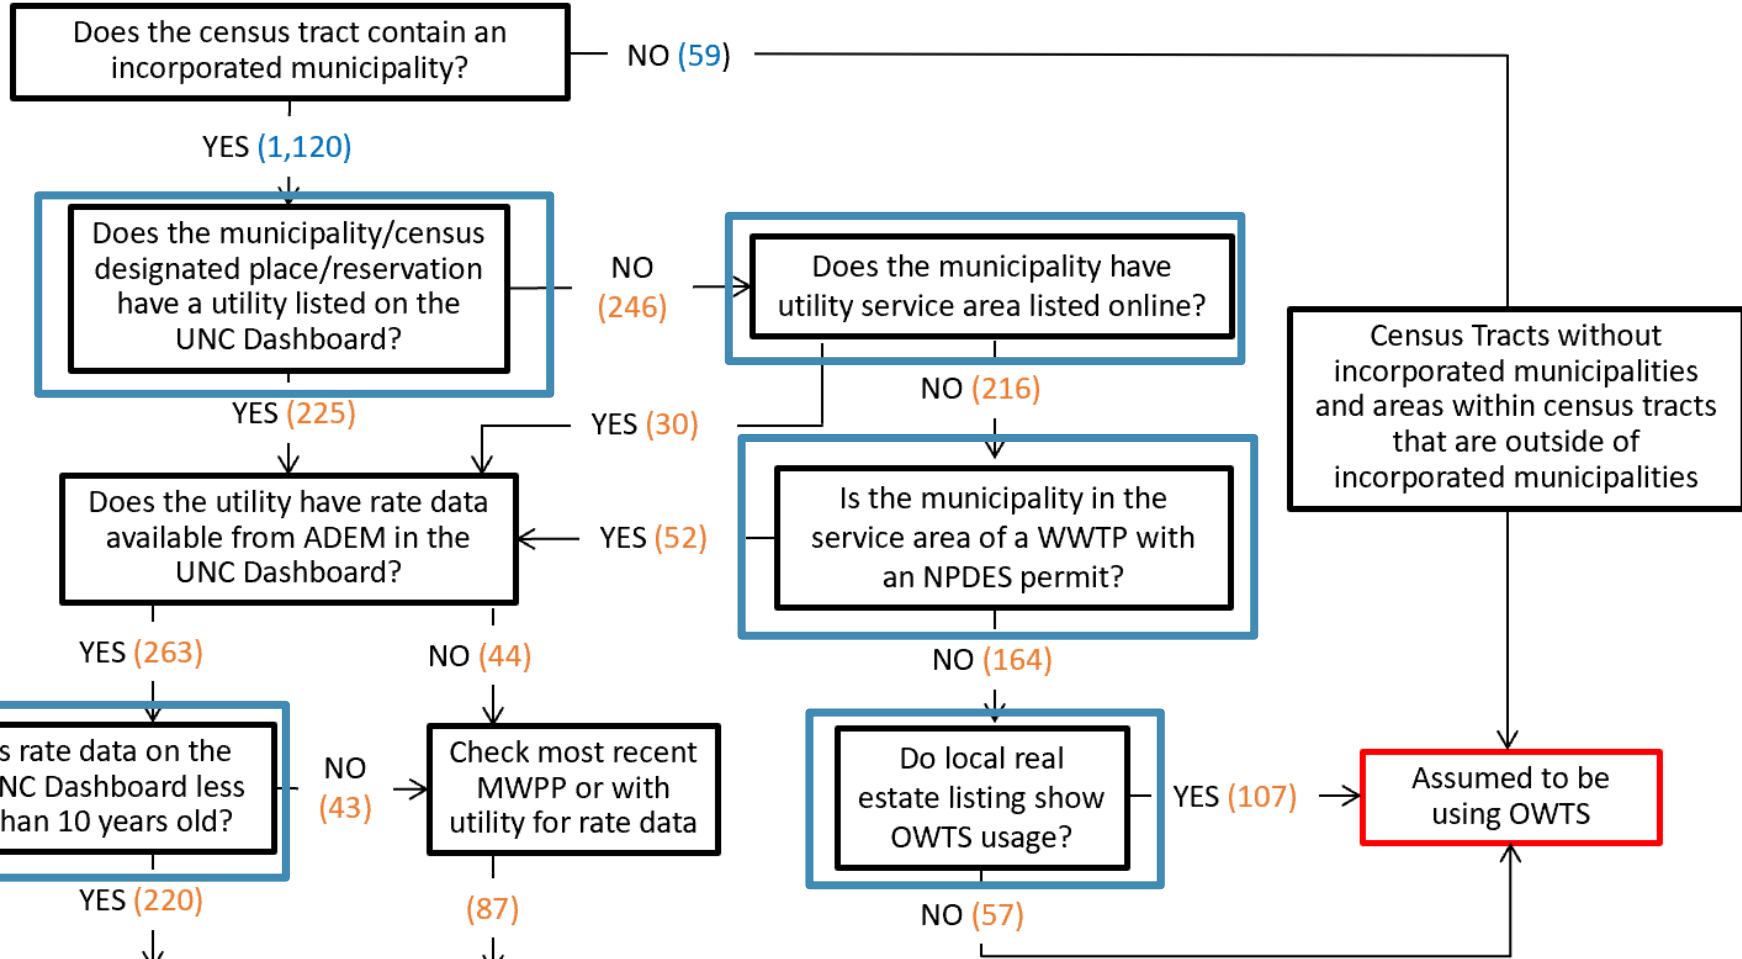 Does the census tract contain an
incorporated municipality?
NO (59)
YES (1,120)
Does the municipality/census
designated place/reservation
have a utility listed on the
UNC Dashboard?
NO
(246)
Does the municipality have
utility service area listed online?
YES (225)
YES (30)
NO (216)
Census Tracts without
incorporated municipalities
and areas within census tracts
that are outside of
incorporated municipalities
Does the utility have rate data
available from ADEM in the
UNC Dashboard?
YES (52)
Is the municipality in the
service area of a WWTP with
an NPDES permit?
YES (263)
NO (44)
NO (164)
s rate data on the
NC Dashboard less
han 10 years old?
NO
(43)
Check most recent
MWPP or with
utility for rate data
Do local real
estate listing show
OWTS usage?
YES (107)
Assumed to be
using OWTS
YES (220)
(87)
NO (57)